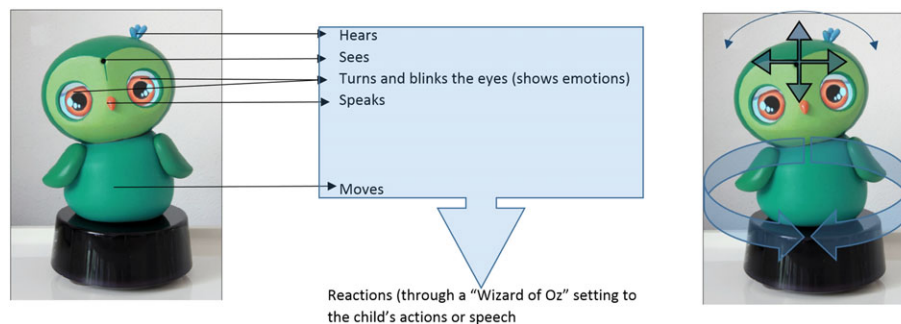 Hears
Sees
Turns and blinks the eyes (shows emotions)
Speaks
Moves
Reactions (through a “Wizard of Oz” setting to
the child’s actions or speech